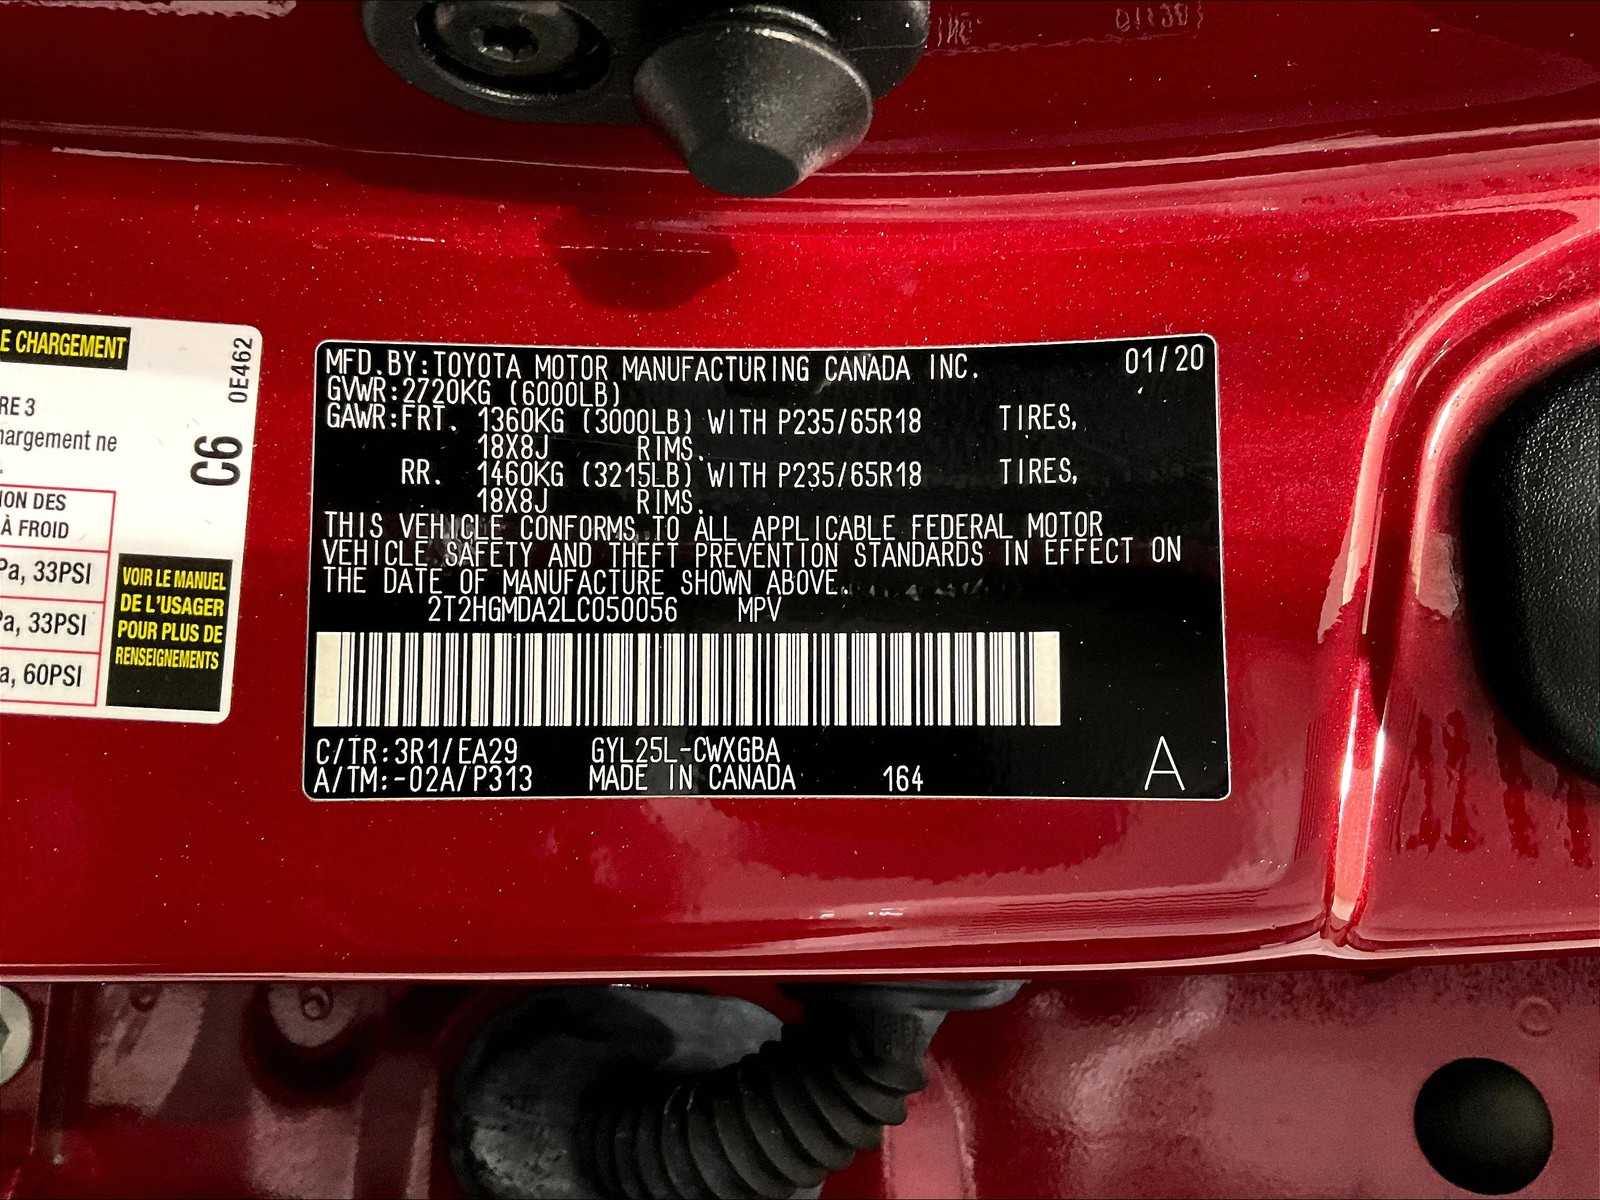 E CHARGEMENT
0E462
RE 3
hargement ne
C6
ION DES
À FROID
Pa, 33PSI
Pa, 33PSI
a, 60PSI
VOIR LE MANUEL
DE L'USAGER
POUR PLUS DE
RENSEIGNEMENTS
MFD.BY:TOYOTA MOTOR MANUFACTURING CANADA INC. 01/20
GVWR:2720KG (6000LB)
GAWR:FRT. 1360KG (3000LB) WITH P235/65R18 TIRES,
18X8J RIMS.
RR. 1460KG (3215LB) WITH P235/65R18 TIRES,
18X8J RIMS.
THIS VEHICLE CONFORMS TO ALL APPLICABLE FEDERAL MOTOR
VEHICLE SAFETY AND THEFT PREVENTION STANDARDS IN EFFECT ON
THE DATE OF MANUFACTURE SHOWN ABOVE.
2T2HGMDA2LC050056 MPV
C/TR:3R1/EA29 GYL25L-CWXGBA
A/TM:-02A/P313 MADE IN CANADA 164 A